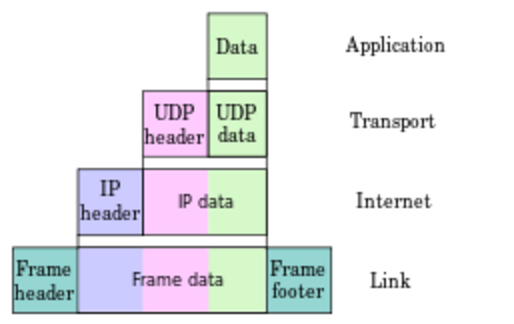 Data
Application
UDP
header
UDP
data
Transport
IP
header
IP data
Internet
Frame
header
Frame data
Frame
footer
Link